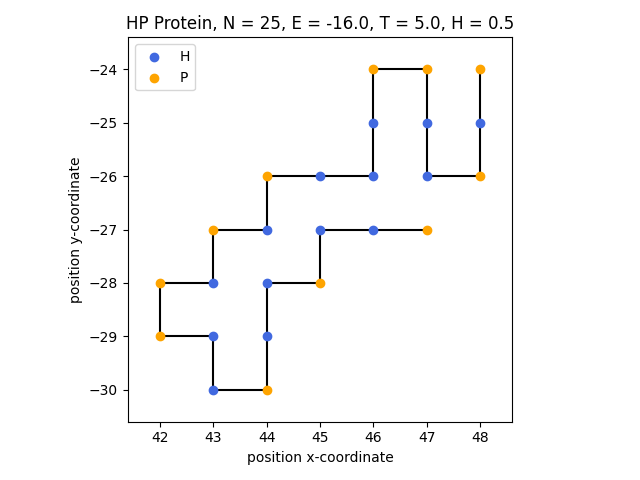 HP Protein, N = 25, E = -16.0, T = 5.0, H = 0.5
H
P
−24
−25
−26
−27
−28
−29
−30
position y-coordinate
42 43 44 45 46 47 48
position x-coordinate